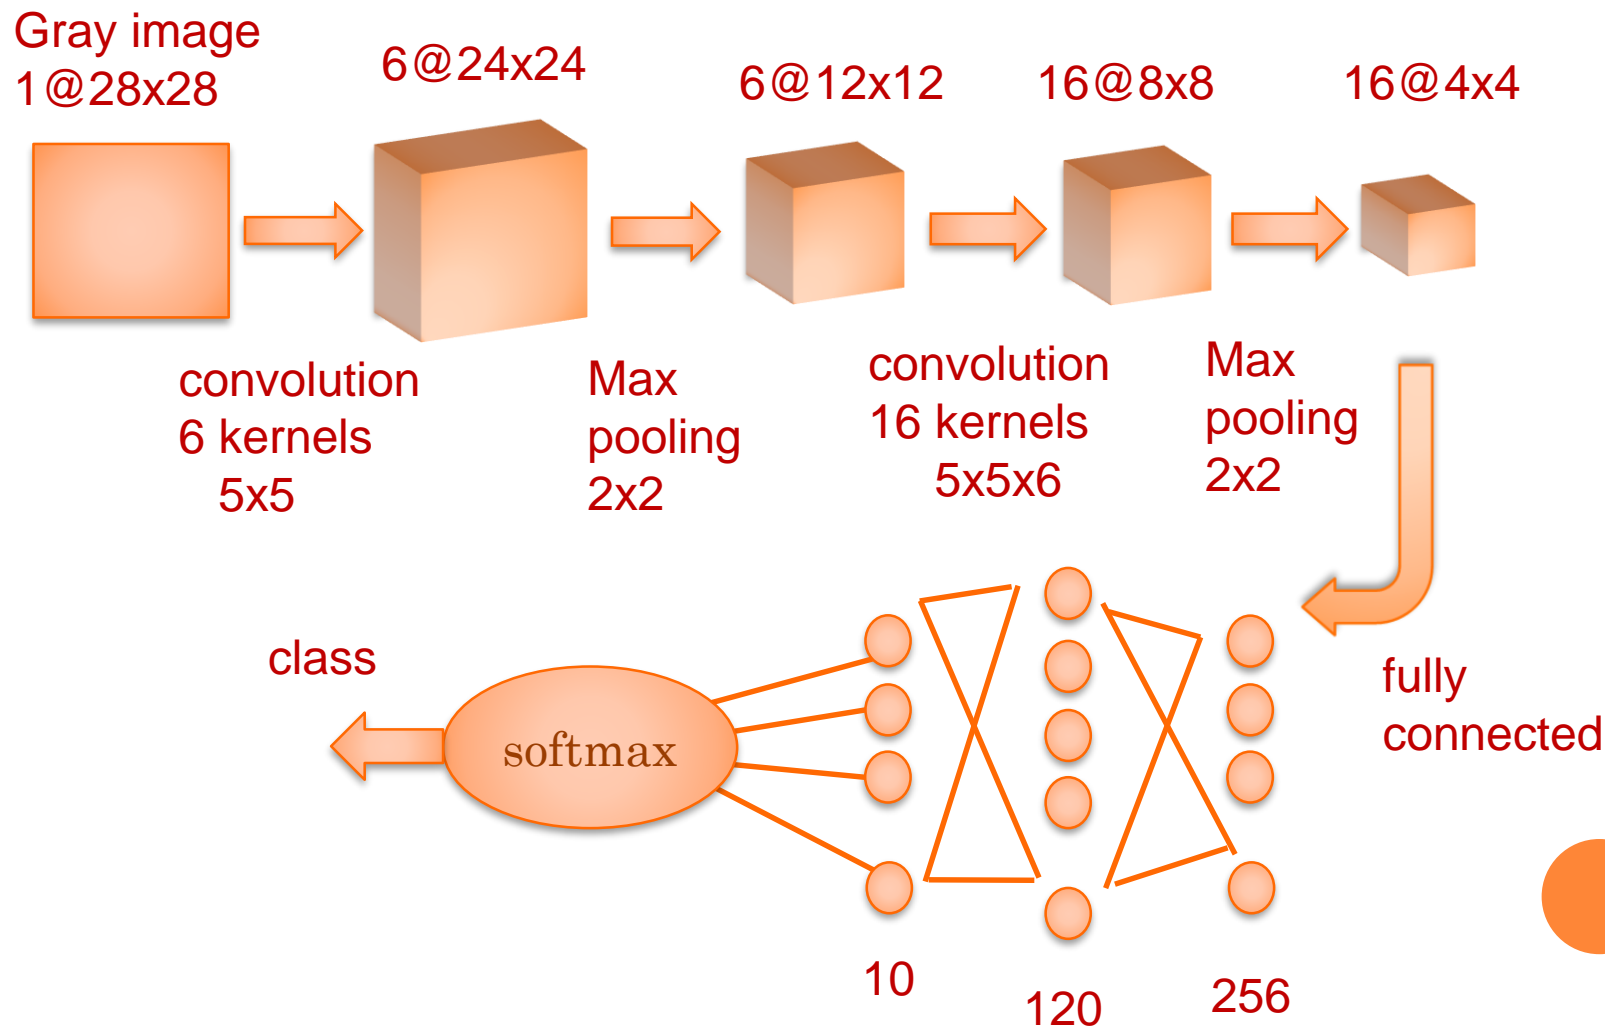 Gray image
1@28x28
6@24x24
6@12x12
16@8x8
16@4x4
convolution
6 kernels
5x5
Max
pooling
2x2
convolution
16 kernels
5x5x6
Max
pooling
2x2
class
softmax
fully
connected
10
120
256